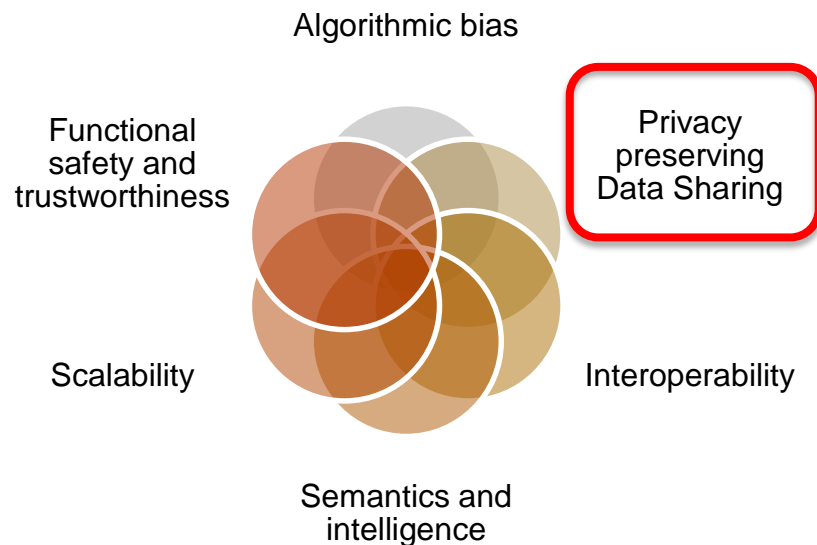 Algorithmic bias
Privacy
preserving
Data Sharing
Functional
safety and
trustworthiness
Scalability
Interoperability
Semantics and
intelligence